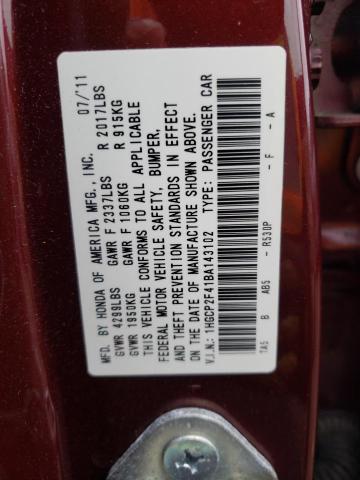 MFD. BY HONDA OF AMERICA MFG., INC. 07/11
GVWR 4299LBS GAWR F 2337LBS R 2017LBS
GVWR 1950KG GAWR F 1060KG R 915KG
THIS VEHICLE CONFORMS TO ALL APPLICABLE
FEDERAL MOTOR VEHICLE SAFETY, BUMPER,
AND THEFT PREVENTION STANDARDS IN EFFECT
ON THE DATE OF MANUFACTURE SHOWN ABOVE.
V.I.N.: 1HGCP2F41BA143102 TYPE: PASSENGER CAR
TA5 B AB5 - R530P - F - A